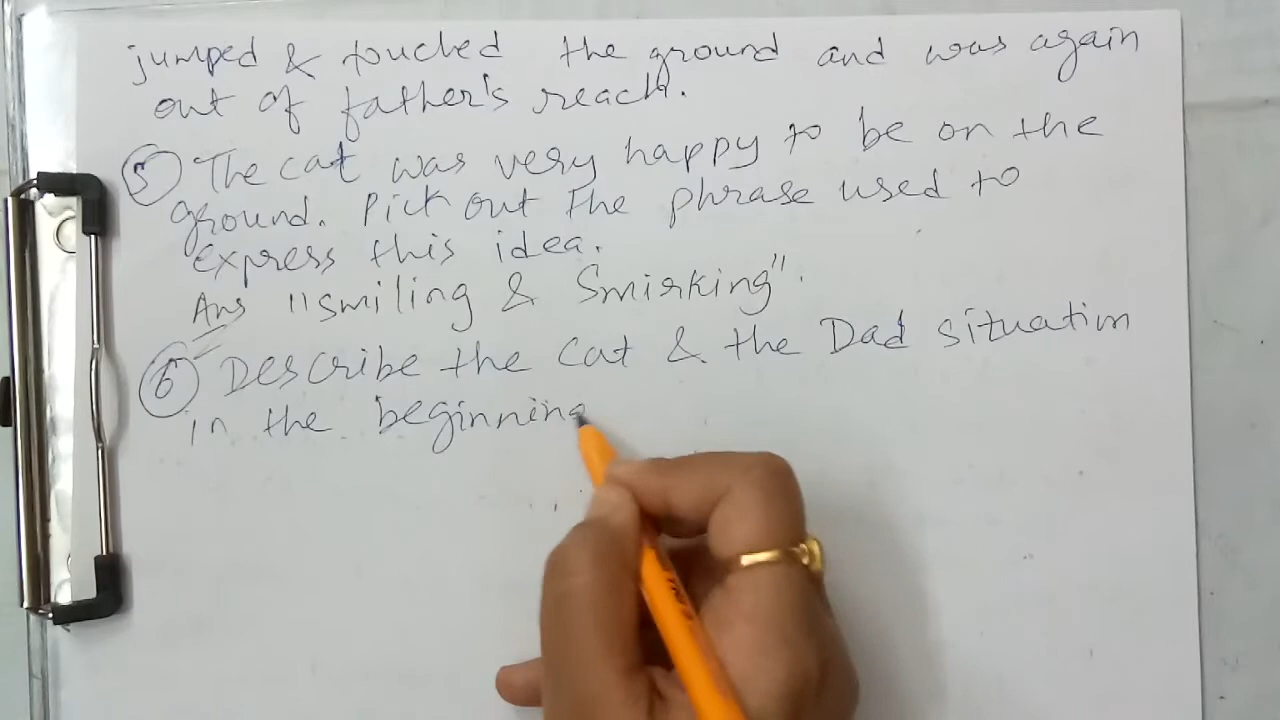 jumped & touched the ground and was again
out of father's reach.
5 The cat was very happy to be on the
ground. Pick out the phrase used to
express this idea.
Ans "Smiling & Smirking".
6 Describe the Cat & the Dad situation
in the beginning